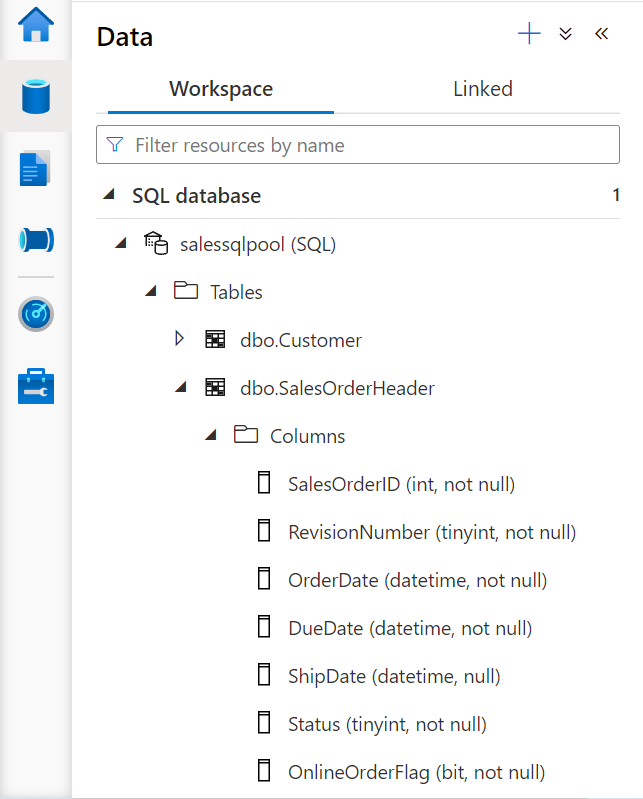 Data
Workspace Linked
Filter resources by name
SQL database 1
salessqlpool (SQL)
Tables
dbo.Customer
dbo.SalesOrderHeader
Columns
SalesOrderID (int, not null)
RevisionNumber (tinyint, not null)
OrderDate (datetime, not null)
DueDate (datetime, not null)
ShipDate (datetime, null)
Status (tinyint, not null)
OnlineOrderFlag (bit, not null)